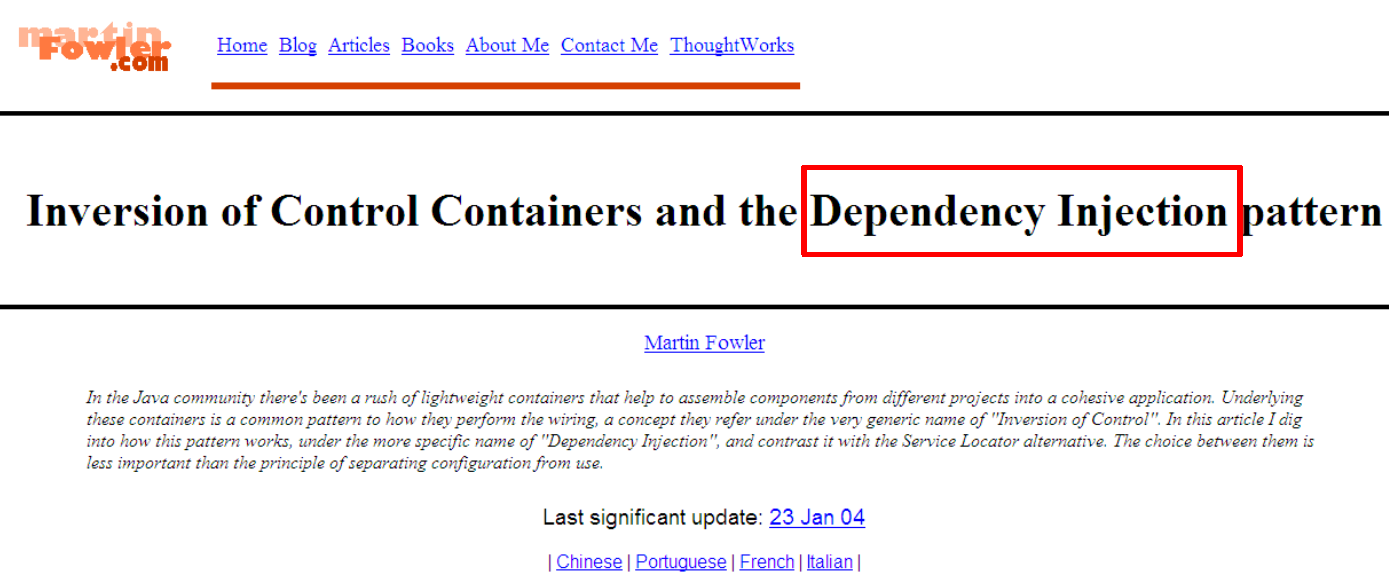 martin
Fowler
.com
Home Blog Articles Books About Me Contact Me ThoughtWorks
Inversion of Control Containers and the Dependency Injection pattern
Martin Fowler
In the Java community there's been a rush of lightweight containers that help to assemble components from different projects into a cohesive application. Underlying
these containers is a common pattern to how they perform the wiring, a concept they refer under the very generic name of "Inversion of Control". In this article I dig
into how this pattern works, under the more specific name of "Dependency Injection", and contrast it with the Service Locator alternative. The choice between them is
less important than the principle of separating configuration from use.
Last significant update: 23 Jan 04
| Chinese | Portuguese | French | Italian |